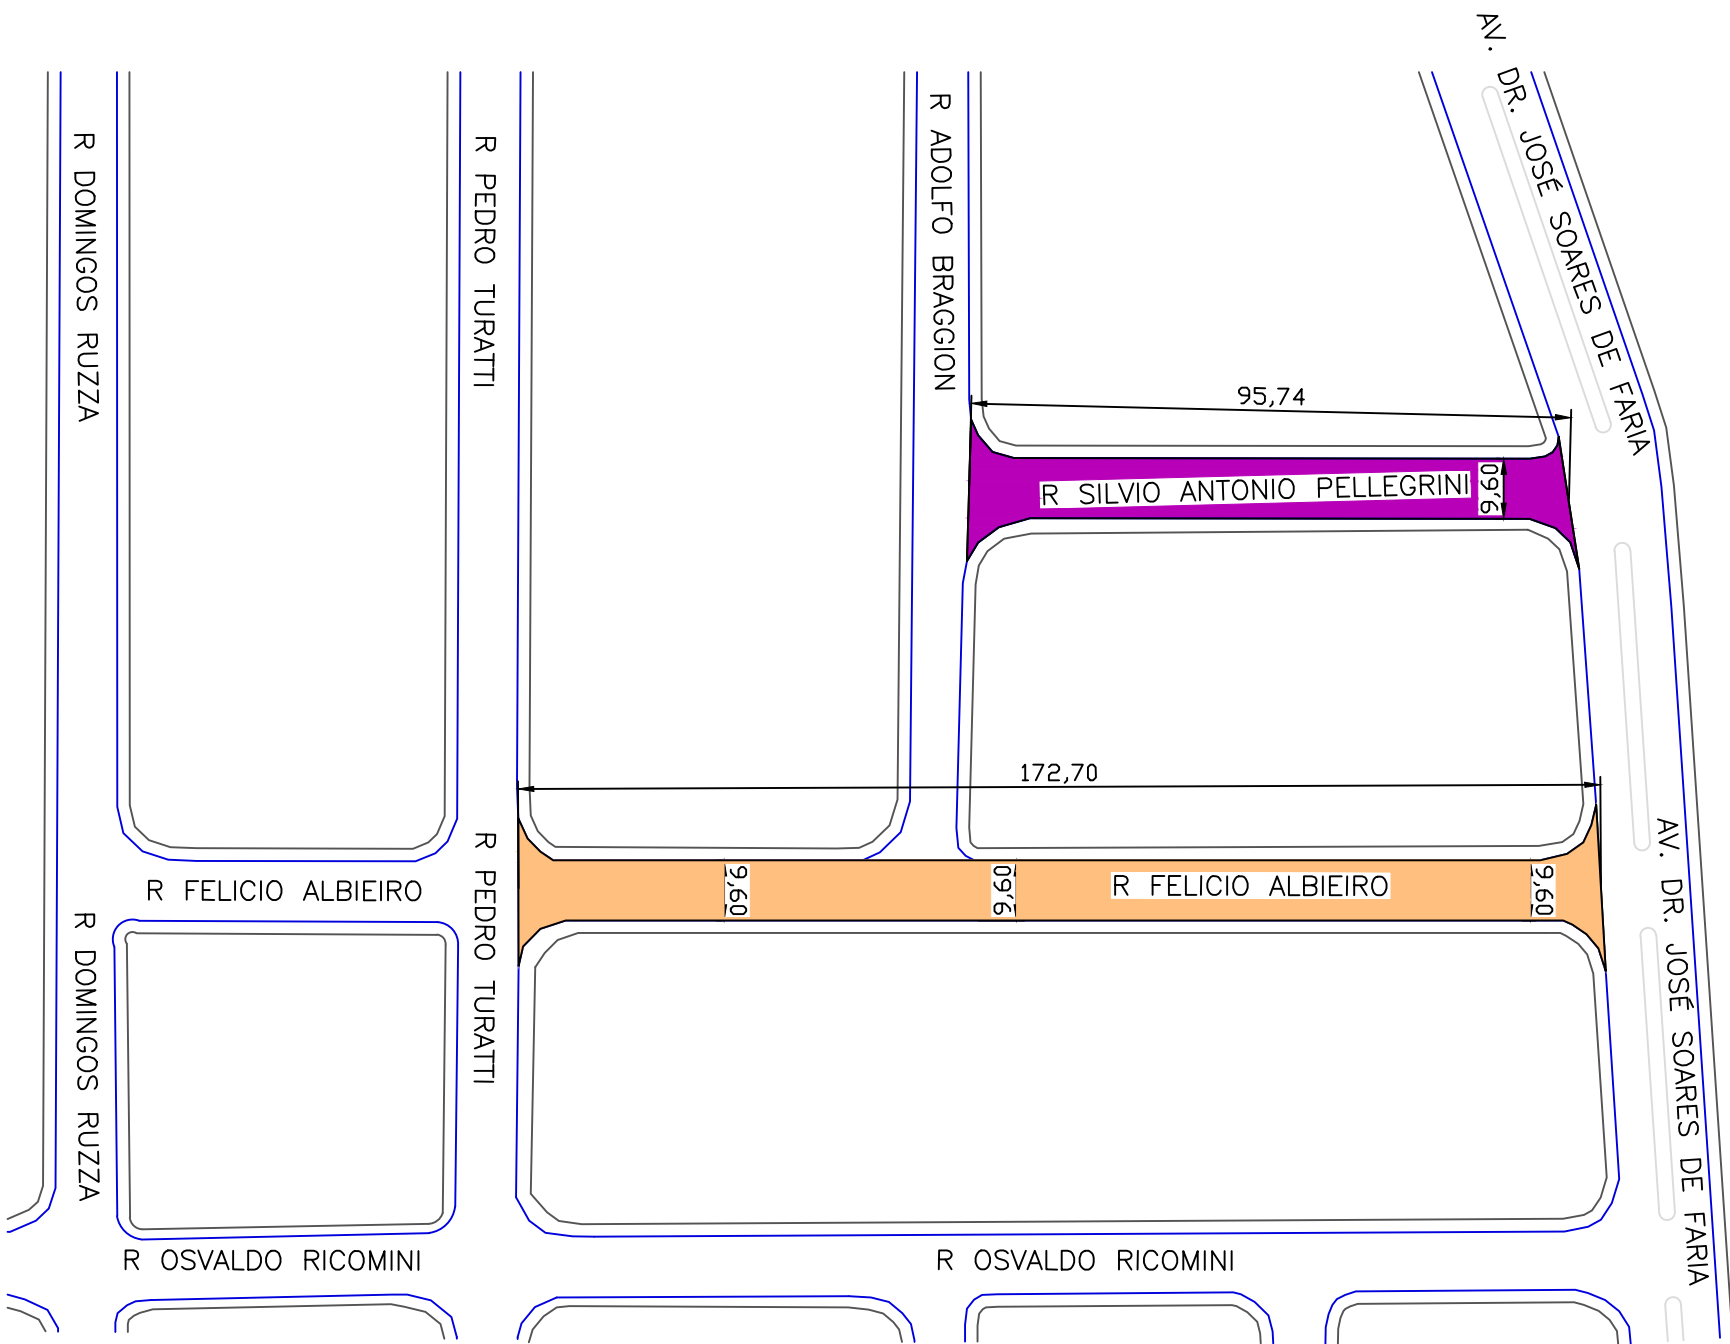 AV. DR. JOSÉ SOARES DE FARIA
R DOMINGOS RUZZA
R PEDRO TURATTI
R ADOLFO BRAGGION
95,74
R SILVIO ANTONIO PELLEGRINI
9,60
172,70
R PEDRO TURATTI
AV. DR. JOSÉ SOARES DE FARIA
R FELICIO ALBIEIRO
9,60
9,60
R FELICIO ALBIEIRO
9,60
R DOMINGOS RUZZA
R OSVALDO RICOMINI
R OSVALDO RICOMINI